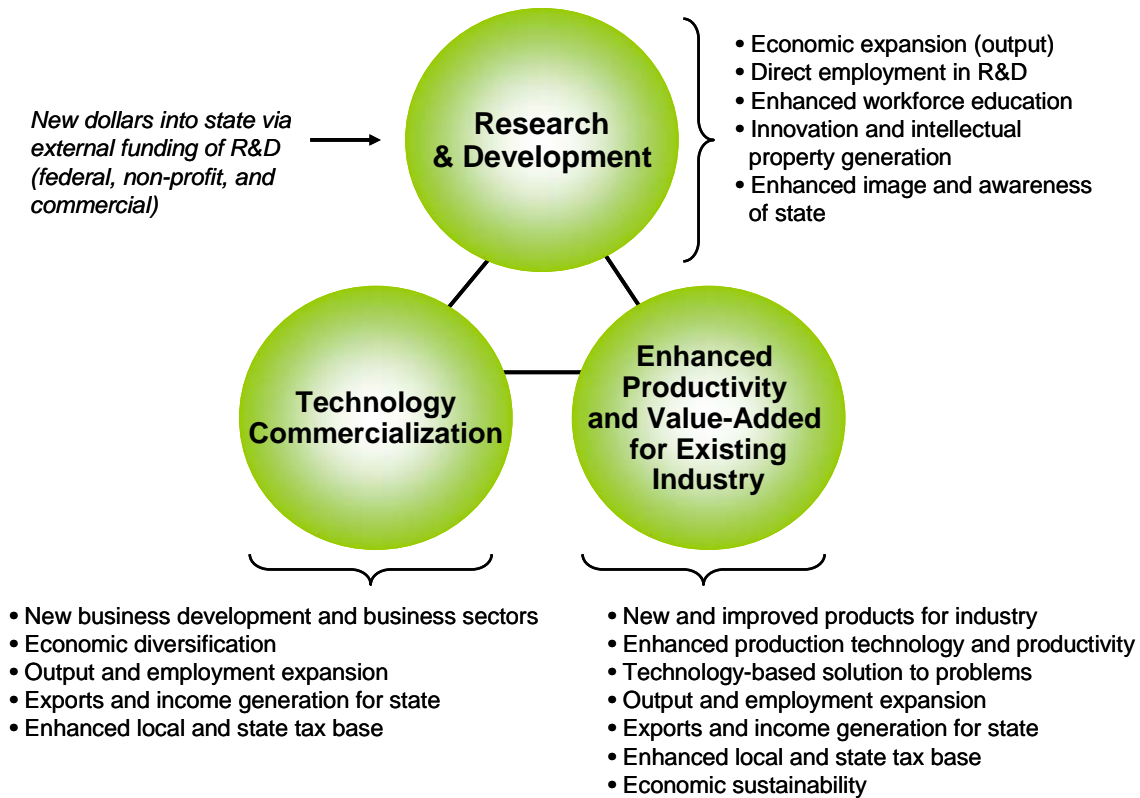 New dollars into state via
external funding of R&D
(federal, non-profit, and
commercial)
Research
& Development
• Economic expansion (output)
• Direct employment in R&D
• Enhanced workforce education
• Innovation and intellectual
property generation
• Enhanced image and awareness
of state
Technology
Commercialization
Enhanced
Productivity
and Value-Added
for Existing
Industry
• New business development and business sectors
• Economic diversification
• Output and employment expansion
• Exports and income generation for state
• Enhanced local and state tax base
• New and improved products for industry
• Enhanced production technology and productivity
• Technology-based solution to problems
• Output and employment expansion
• Exports and income generation for state
• Enhanced local and state tax base
• Economic sustainability